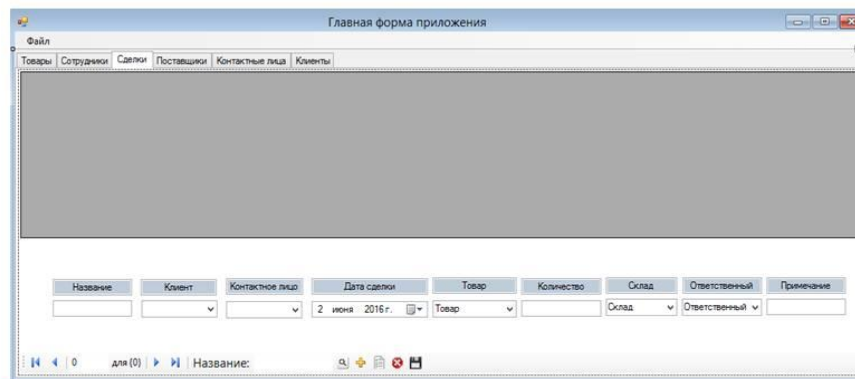 Главная форма приложения
Файл
Товары Сотрудники Сделки Поставщики Контактные лица Клиенты
Название Клиент Контактное лицо Дата сделки Товар Количество Склад Ответственный Примечание
2 июня 2016 г. Товар Склад Ответственный
0 для {0} Название: